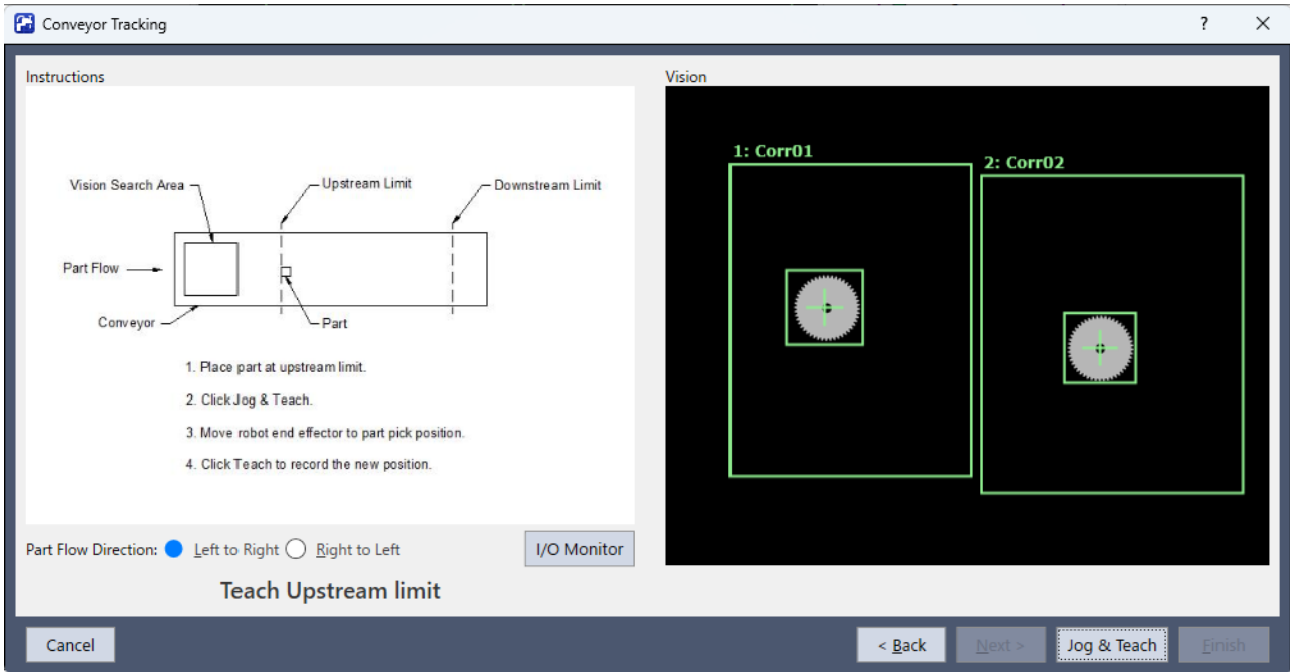 Conveyor Tracking
?
Instructions
Vision
Vision Search Area
Upstream Limit
Downstream Limit
Part Flow
Conveyor
Part
1. Place part at upstream limit.
2. Click Jog & Teach.
3. Move robot end effector to part pick position.
4. Click Teach to record the new position.
1: Corr01
2: Corr02
Part Flow Direction: Left to Right Right to Left
I/O Monitor
Teach Upstream limit
Cancel
< Back
Next >
Jog & Teach
Finish